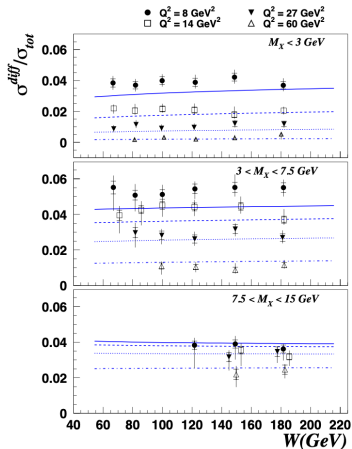 ● Q² = 8 GeV² ▼ Q² = 27 GeV²
□ Q² = 14 GeV² △ Q² = 60 GeV²
σ^diff/σ_tot
M_X < 3 GeV
0.06
0.04
0.02
0
3 < M_X < 7.5 GeV
0.06
0.04
0.02
0
7.5 < M_X < 15 GeV
0.06
0.04
0.02
0
40 60 80 100 120 140 160 180 200 220
W(GeV)